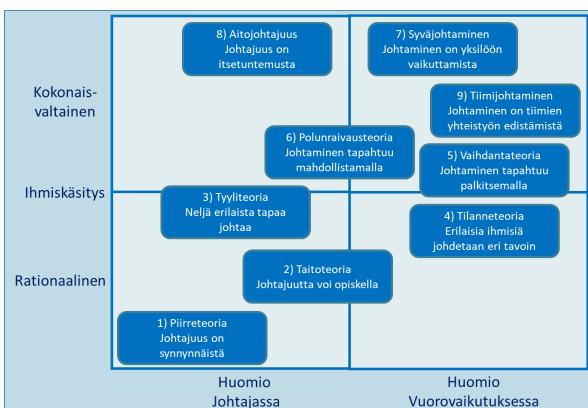 8) Aitojohtajuus
Johtajuus on
itsetuntemusta
7) Syväjohtaminen
Johtaminen on yksilöön
vaikuttamista
Kokonais-
valtainen
9) Tiimijohtaminen
Johtaminen on tiimien
yhteistyön edistämistä
6) Polunraivausteoria
Johtaminen tapahtuu
mahdollistamalla
5) Vaihdantateoria
Johtaminen tapahtuu
palkitsemalla
Ihmiskäsitys
3) Tyyliteoria
Neljä erilaista tapaa
johtaa
4) Tilanneteoria
Erilaisia ihmisiä
johdetaan eri tavoin
Rationaalinen
2) Taitoteoria
Johtajuutta voi opiskella
1) Piirreteoria
Johtajuus on
synnynnäistä
Huomio
Johtajassa
Huomio
Vuorovaikutuksessa